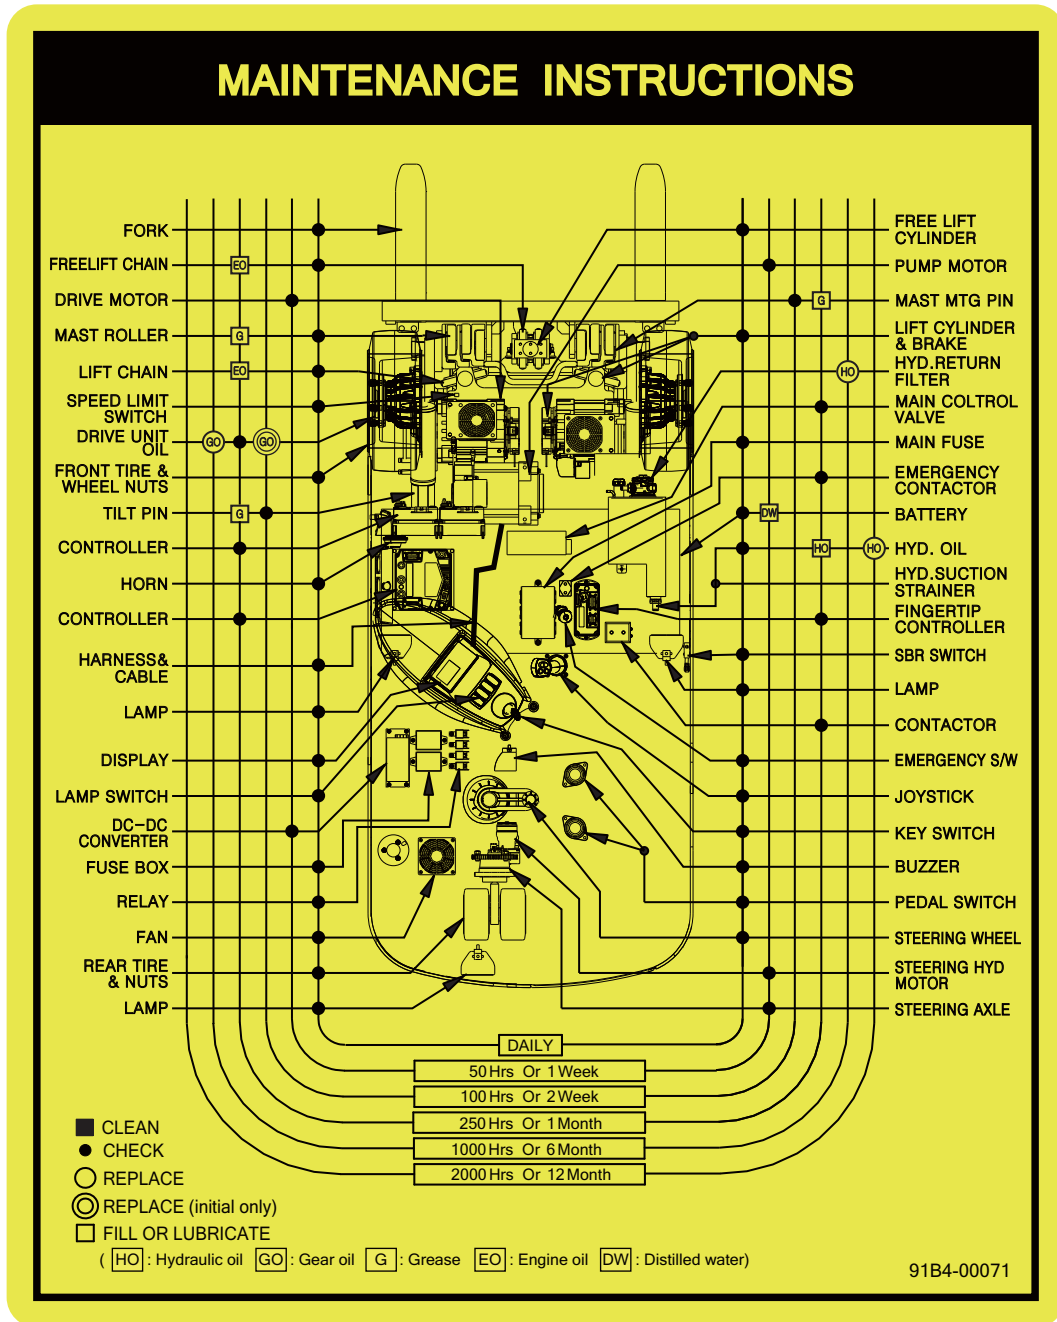 MAINTENANCE INSTRUCTIONS
FORK
FREELIFT CHAIN
EO
DRIVE MOTOR
MAST ROLLER
G
LIFT CHAIN
EO
SPEED LIMIT
SWITCH
DRIVE UNIT
OIL
GO
GO
FRONT TIRE &
WHEEL NUTS
TILT PIN
G
CONTROLLER
HORN
CONTROLLER
HARNESS&
CABLE
LAMP
DISPLAY
LAMP SWITCH
DC-DC
CONVERTER
FUSE BOX
RELAY
FAN
REAR TIRE
& NUTS
LAMP
FREE LIFT
CYLINDER
PUMP MOTOR
G
MAST MTG PIN
LIFT CYLINDER
& BRAKE
HO
HYD.RETURN
FILTER
MAIN COLTROL
VALVE
MAIN FUSE
EMERGENCY
CONTACTOR
DW
BATTERY
HO
HO
HYD. OIL
HYD.SUCTION
STRAINER
FINGERTIP
CONTROLLER
SBR SWITCH
LAMP
CONTACTOR
EMERGENCY S/W
JOYSTICK
KEY SWITCH
BUZZER
PEDAL SWITCH
STEERING WHEEL
STEERING HYD
MOTOR
STEERING AXLE
DAILY
50 Hrs Or 1 Week
100 Hrs Or 2 Week
250 Hrs Or 1 Month
1000 Hrs Or 6 Month
2000 Hrs Or 12 Month
CLEAN
CHECK
REPLACE
REPLACE (initial only)
FILL OR LUBRICATE
( HO : Hydraulic oil GO : Gear oil G : Grease EO : Engine oil DW : Distilled water)
91B4-00071